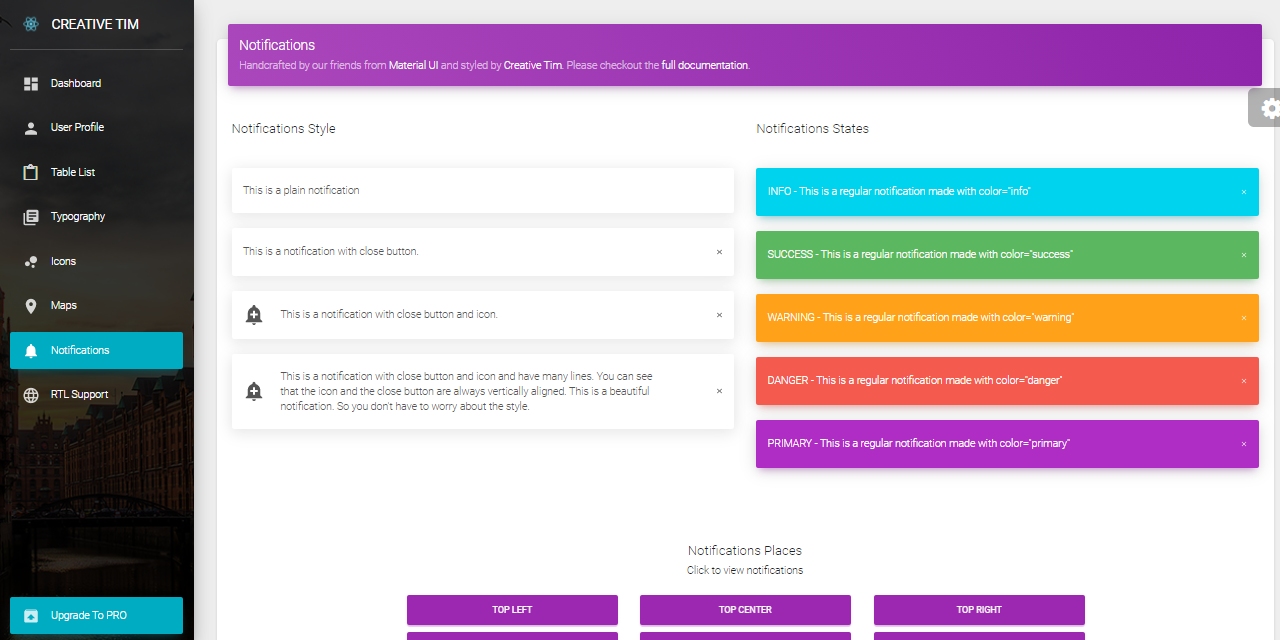 CREATIVE TIM
Dashboard
User Profile
Table List
Typography
Icons
Maps
Notifications
RTL Support
Upgrade To PRO
Notifications
Handcrafted by our friends from Material UI and styled by Creative Tim. Please checkout the full documentation.
Notifications Style
This is a plain notification
This is a notification with close button.
This is a notification with close button and icon.
This is a notification with close button and icon and have many lines. You can see
that the icon and the close button are always vertically aligned. This is a beautiful
notification. So you don't have to worry about the style.
Notifications States
INFO - This is a regular notification made with color="info"
SUCCESS - This is a regular notification made with color="success"
WARNING - This is a regular notification made with color="warning"
DANGER - This is a regular notification made with color="danger"
PRIMARY - This is a regular notification made with color="primary"
Notifications Places
Click to view notifications
TOP LEFT
TOP CENTER
TOP RIGHT